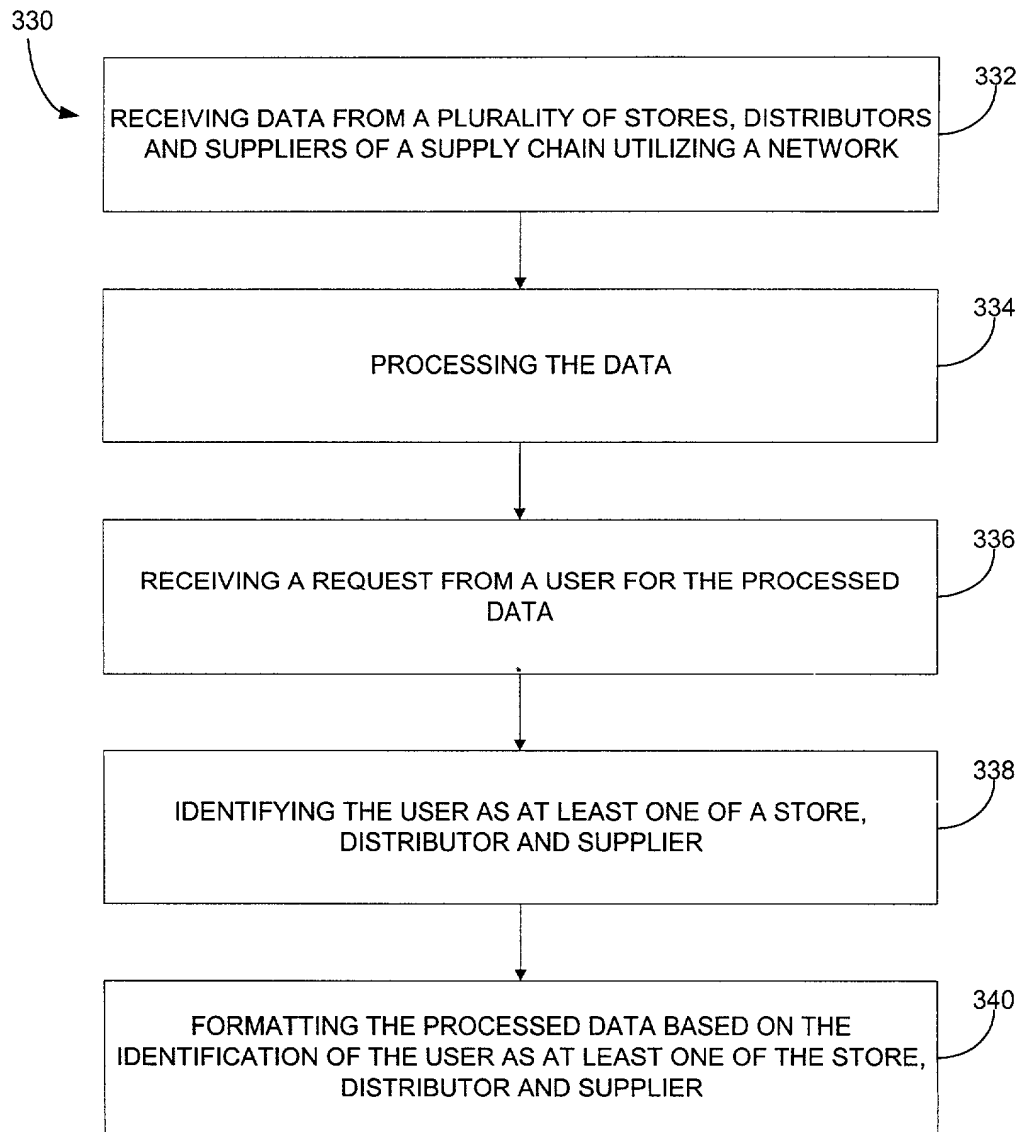 330
332
RECEIVING DATA FROM A PLURALITY OF STORES, DISTRIBUTORS
AND SUPPLIERS OF A SUPPLY CHAIN UTILIZING A NETWORK
334
PROCESSING THE DATA
336
RECEIVING A REQUEST FROM A USER FOR THE PROCESSED
DATA
338
IDENTIFYING THE USER AS AT LEAST ONE OF A STORE,
DISTRIBUTOR AND SUPPLIER
340
FORMATTING THE PROCESSED DATA BASED ON THE
IDENTIFICATION OF THE USER AS AT LEAST ONE OF THE STORE,
DISTRIBUTOR AND SUPPLIER